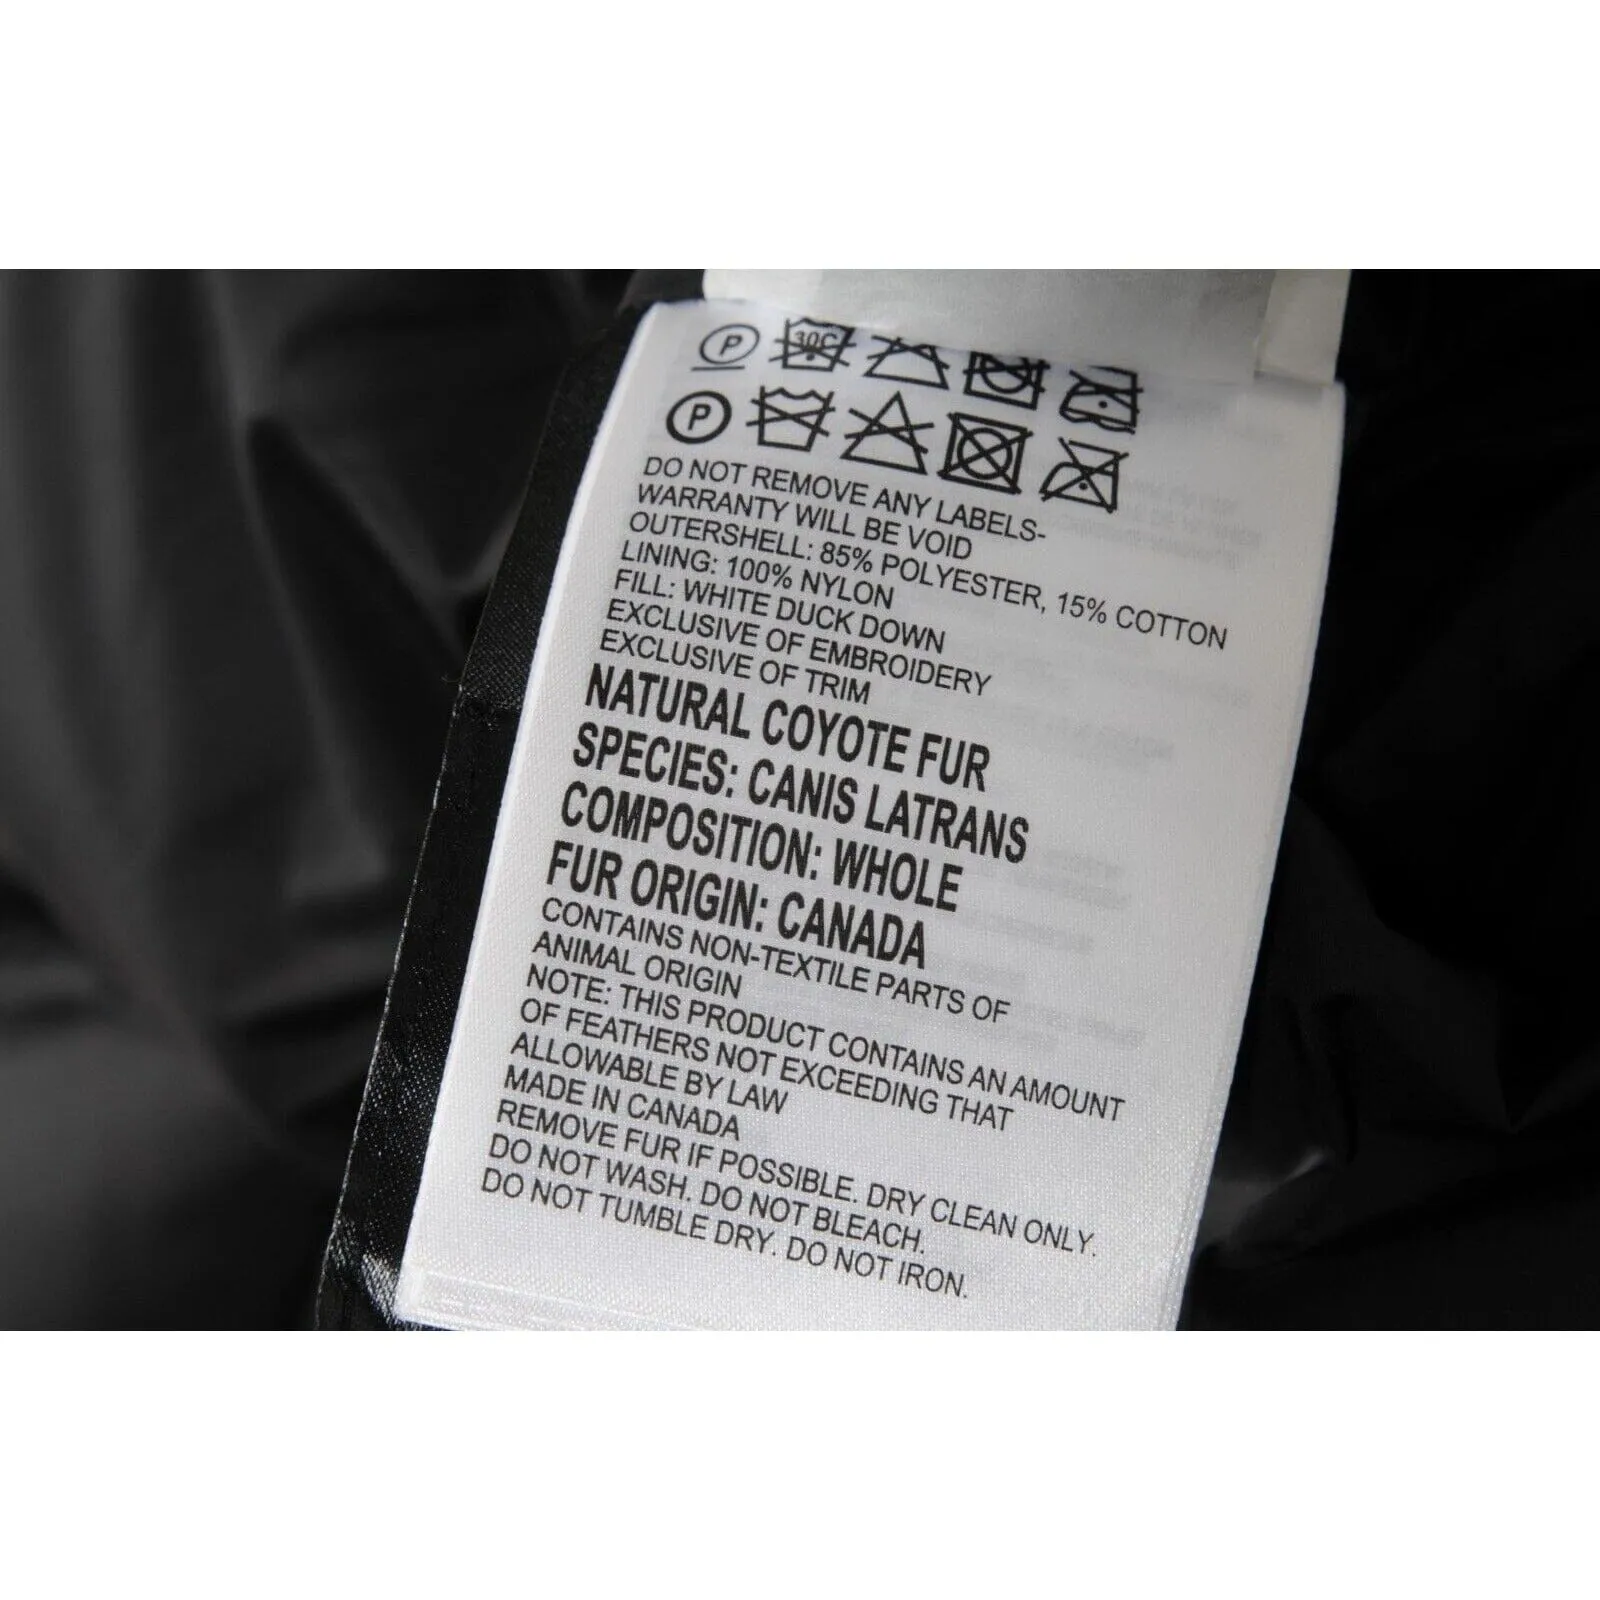 P 30C
P
DO NOT REMOVE ANY LABELS-
WARRANTY WILL BE VOID
OUTERSHELL: 85% POLYESTER, 15% COTTON
LINING: 100% NYLON
FILL: WHITE DUCK DOWN
EXCLUSIVE OF EMBROIDERY
EXCLUSIVE OF TRIM
NATURAL COYOTE FUR
SPECIES: CANIS LATRANS
COMPOSITION: WHOLE
FUR ORIGIN: CANADA
CONTAINS NON-TEXTILE PARTS OF
ANIMAL ORIGIN
NOTE: THIS PRODUCT CONTAINS AN AMOUNT
OF FEATHERS NOT EXCEEDING THAT
ALLOWABLE BY LAW
MADE IN CANADA
REMOVE FUR IF POSSIBLE. DRY CLEAN ONLY.
DO NOT WASH. DO NOT BLEACH.
DO NOT TUMBLE DRY. DO NOT IRON.